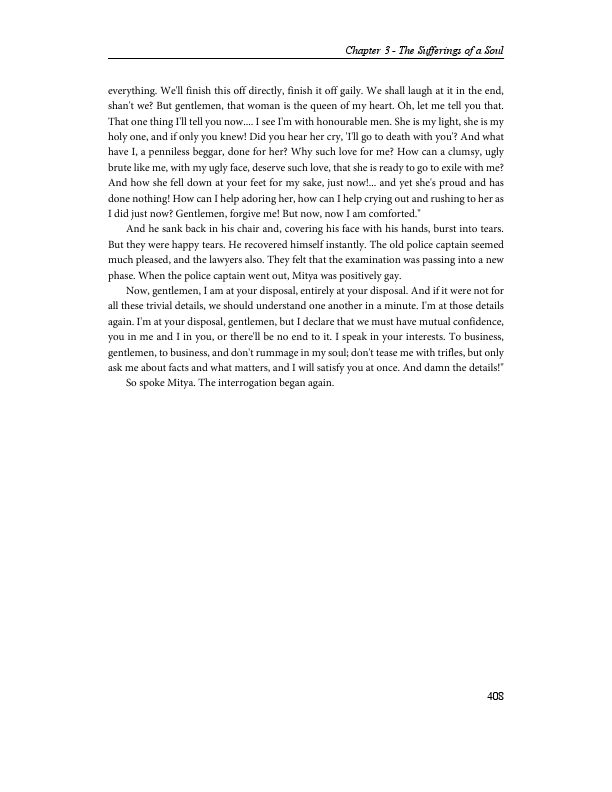 Chapter 3 - The Sufferings of a Soul
everything. We'll finish this off directly, finish it off gaily. We shall laugh at it in the end,
shan't we? But gentlemen, that woman is the queen of my heart. Oh, let me tell you that.
That one thing I'll tell you now.... I see I'm with honourable men. She is my light, she is my
holy one, and if only you knew! Did you hear her cry, 'I'll go to death with you'? And what
have I, a penniless beggar, done for her? Why such love for me? How can a clumsy, ugly
brute like me, with my ugly face, deserve such love, that she is ready to go to exile with me?
And how she fell down at your feet for my sake, just now!... and yet she's proud and has
done nothing! How can I help adoring her, how can I help crying out and rushing to her as
I did just now? Gentlemen, forgive me! But now, now I am comforted."
And he sank back in his chair and, covering his face with his hands, burst into tears.
But they were happy tears. He recovered himself instantly. The old police captain seemed
much pleased, and the lawyers also. They felt that the examination was passing into a new
phase. When the police captain went out, Mitya was positively gay.
Now, gentlemen, I am at your disposal, entirely at your disposal. And if it were not for
all these trivial details, we should understand one another in a minute. I'm at those details
again. I'm at your disposal, gentlemen, but I declare that we must have mutual confidence,
you in me and I in you, or there'll be no end to it. I speak in your interests. To business,
gentlemen, to business, and don't rummage in my soul; don't tease me with trifles, but only
ask me about facts and what matters, and I will satisfy you at once. And damn the details!"
So spoke Mitya. The interrogation began again.
408